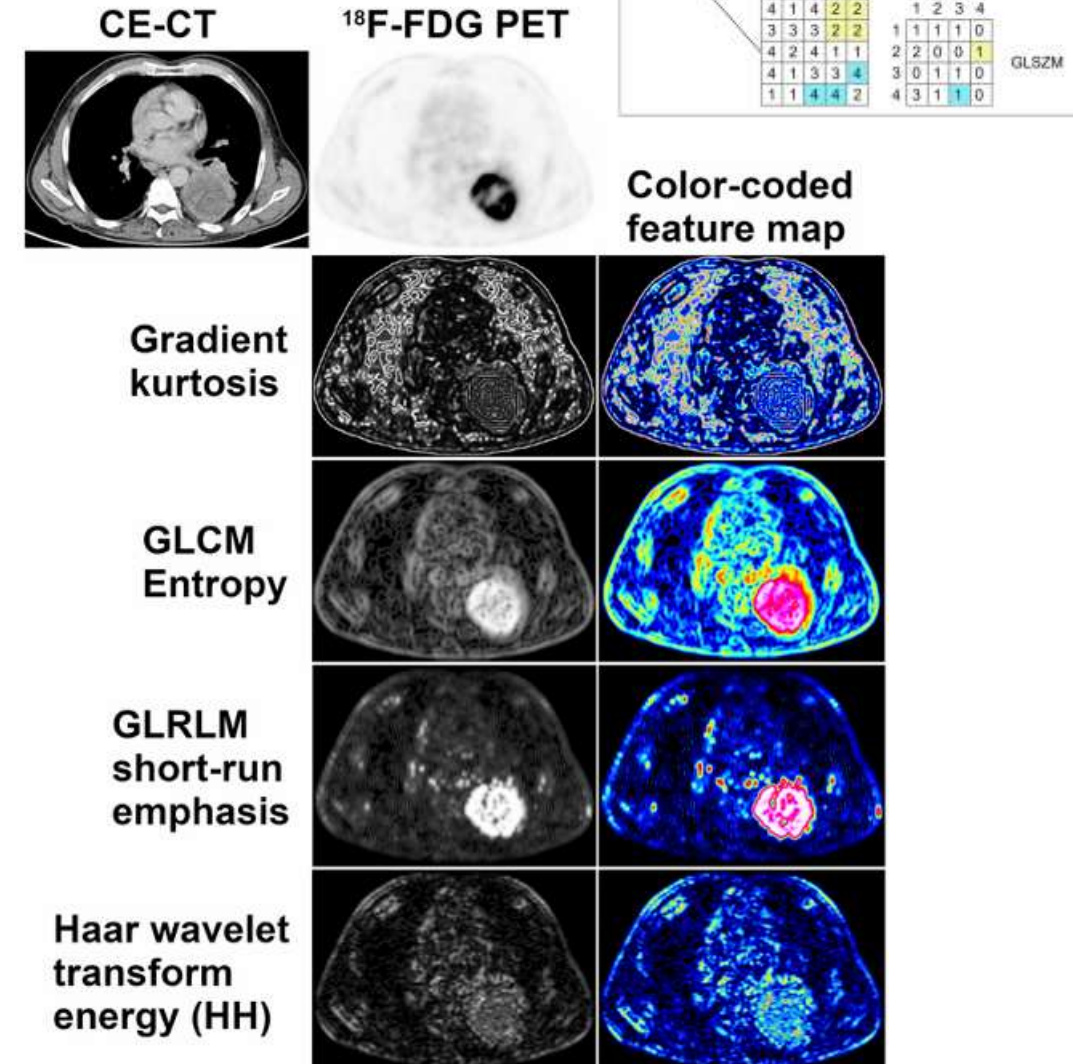 CE-CT
18F-FDG PET
4 1 4 2 2
3 3 3 2 2
4 2 4 1 1
4 1 3 3 4
1 1 4 4 2
1 2 3 4
1 1 1 1 0
2 2 0 0 1
3 0 1 1 0
4 3 1 1 0
GLSZM
Color-coded
feature map
Gradient
kurtosis
GLCM
Entropy
GLRLM
short-run
emphasis
Haar wavelet
transform
energy (HH)